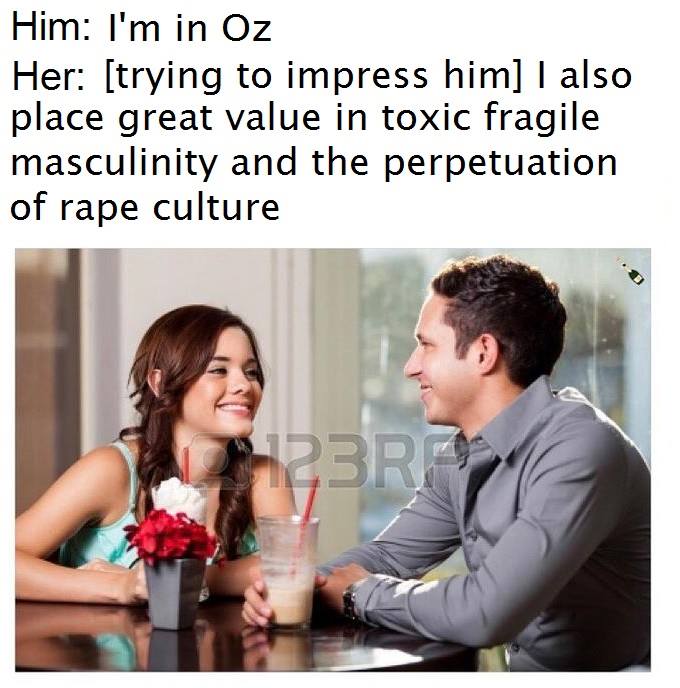 Him: I'm in Oz
Her: [trying to impress him] I also
place great value in toxic fragile
masculinity and the perpetuation
of rape culture
123RF